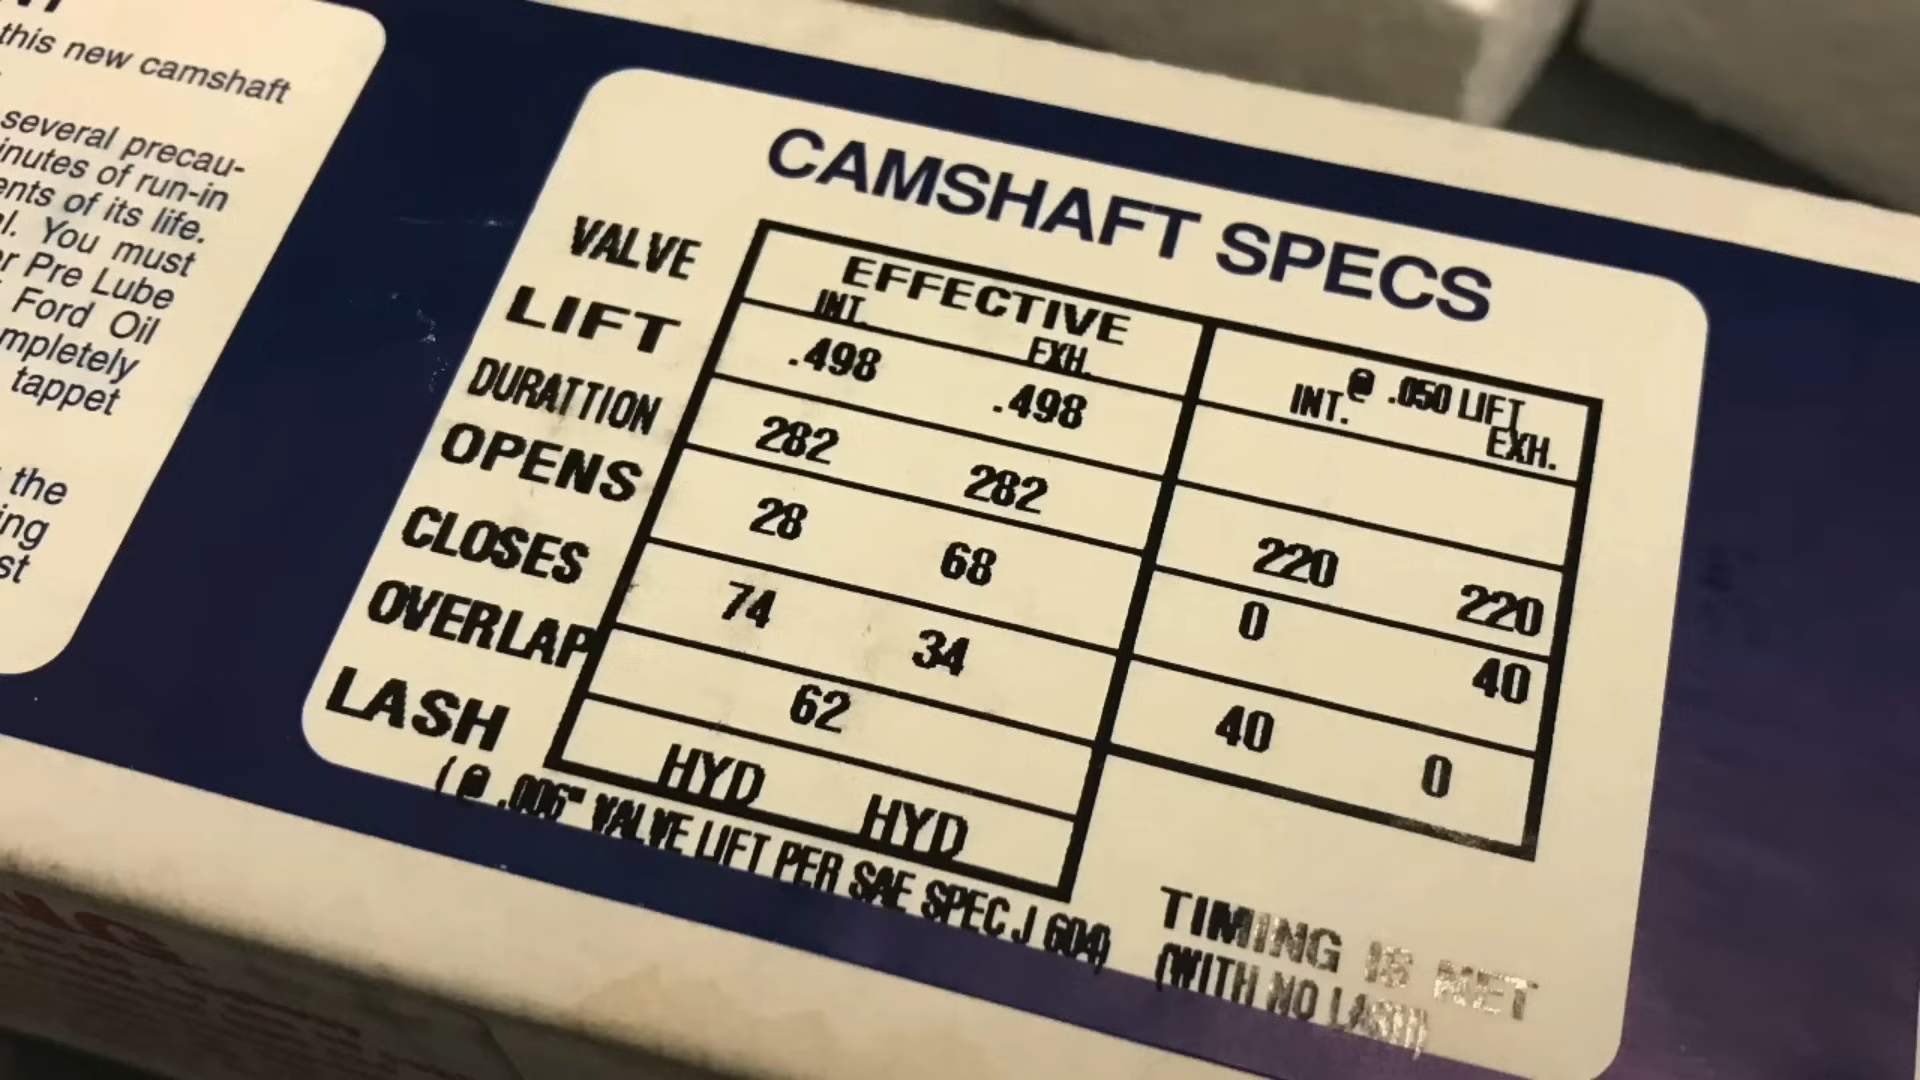 this new camshaft
several precau-
inutes of run-in
ents of its life.
You must
Pre Lube
Ford Oil
mpletely
tappet
the
ing
st
CAMSHAFT SPECS
VALVE EFFECTIVE @ .050 LIFT
INT. EXH. INT. EXH.
LIFT .498 .498
DURATTION 282 282 220 220
OPENS 28 68 0 40
CLOSES 74 34 40 0
OVERLAP 62
LASH HYD HYD
( @ .006" VALVE LIFT PER SAE SPEC J 604)
TIMING IS NET
(WITH NO LASH)